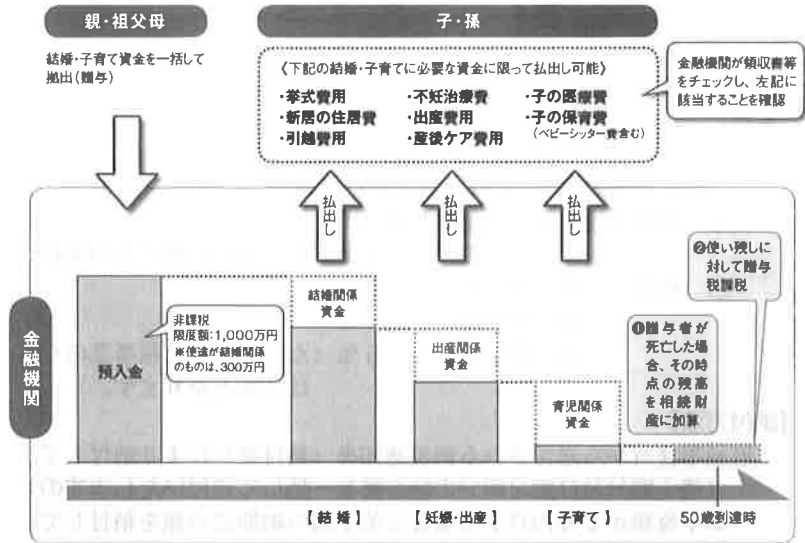 親・祖父母
結婚・子育て資金を一括して
拠出(贈与)
子・孫
〈下記の結婚・子育てに必要な資金に限って払出し可能〉
・挙式費用 ・不妊治療費 ・子の医療費
・新居の住居費 ・出産費用 ・子の保育費
・引越費用 ・産後ケア費用 (ベビーシッター費含む)
金融機関が領収書等
をチェックし、左記に
該当することを確認
払出し
払出し
払出し
金融機関
預入金
非課税
限度額:1,000万円
※使途が結婚関係
のものは、300万円
結婚関係
資金
出産関係
資金
育児関係
資金
❶贈与者が
死亡した場
合、その時
点の残高
を相続財
産に加算
❷使い残しに
対して贈与
税課税
【結婚】
【妊娠・出産】
【子育て】
50歳到達時